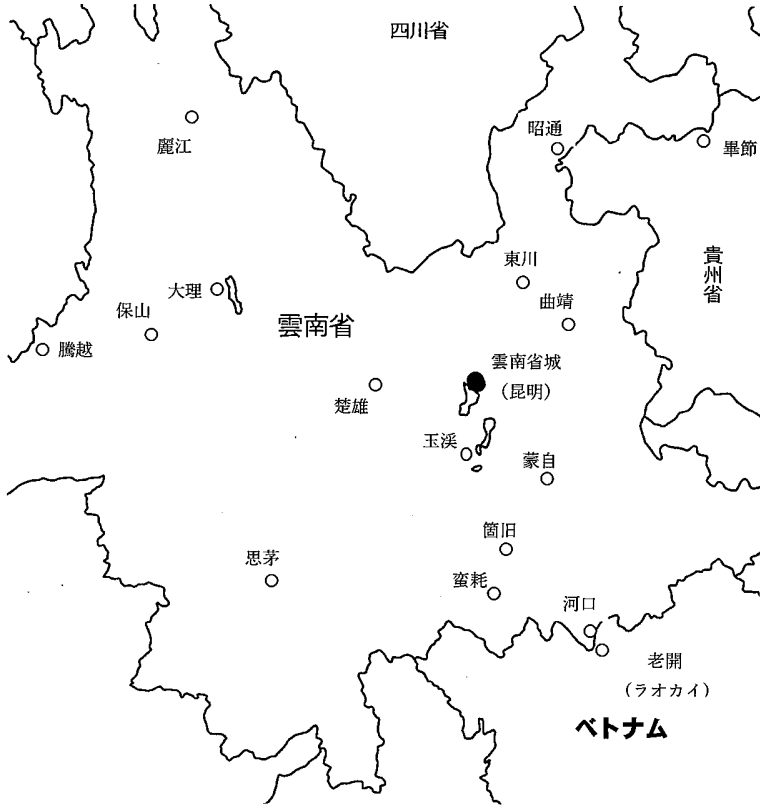 四川省
麗江
昭通
畢節
貴州省
東川
大理
曲靖
保山
雲南省
騰越
雲南省城
(昆明)
楚雄
玉渓
蒙自
箇旧
思茅
蛮耗
河口
老開
(ラオカイ)
ベトナム